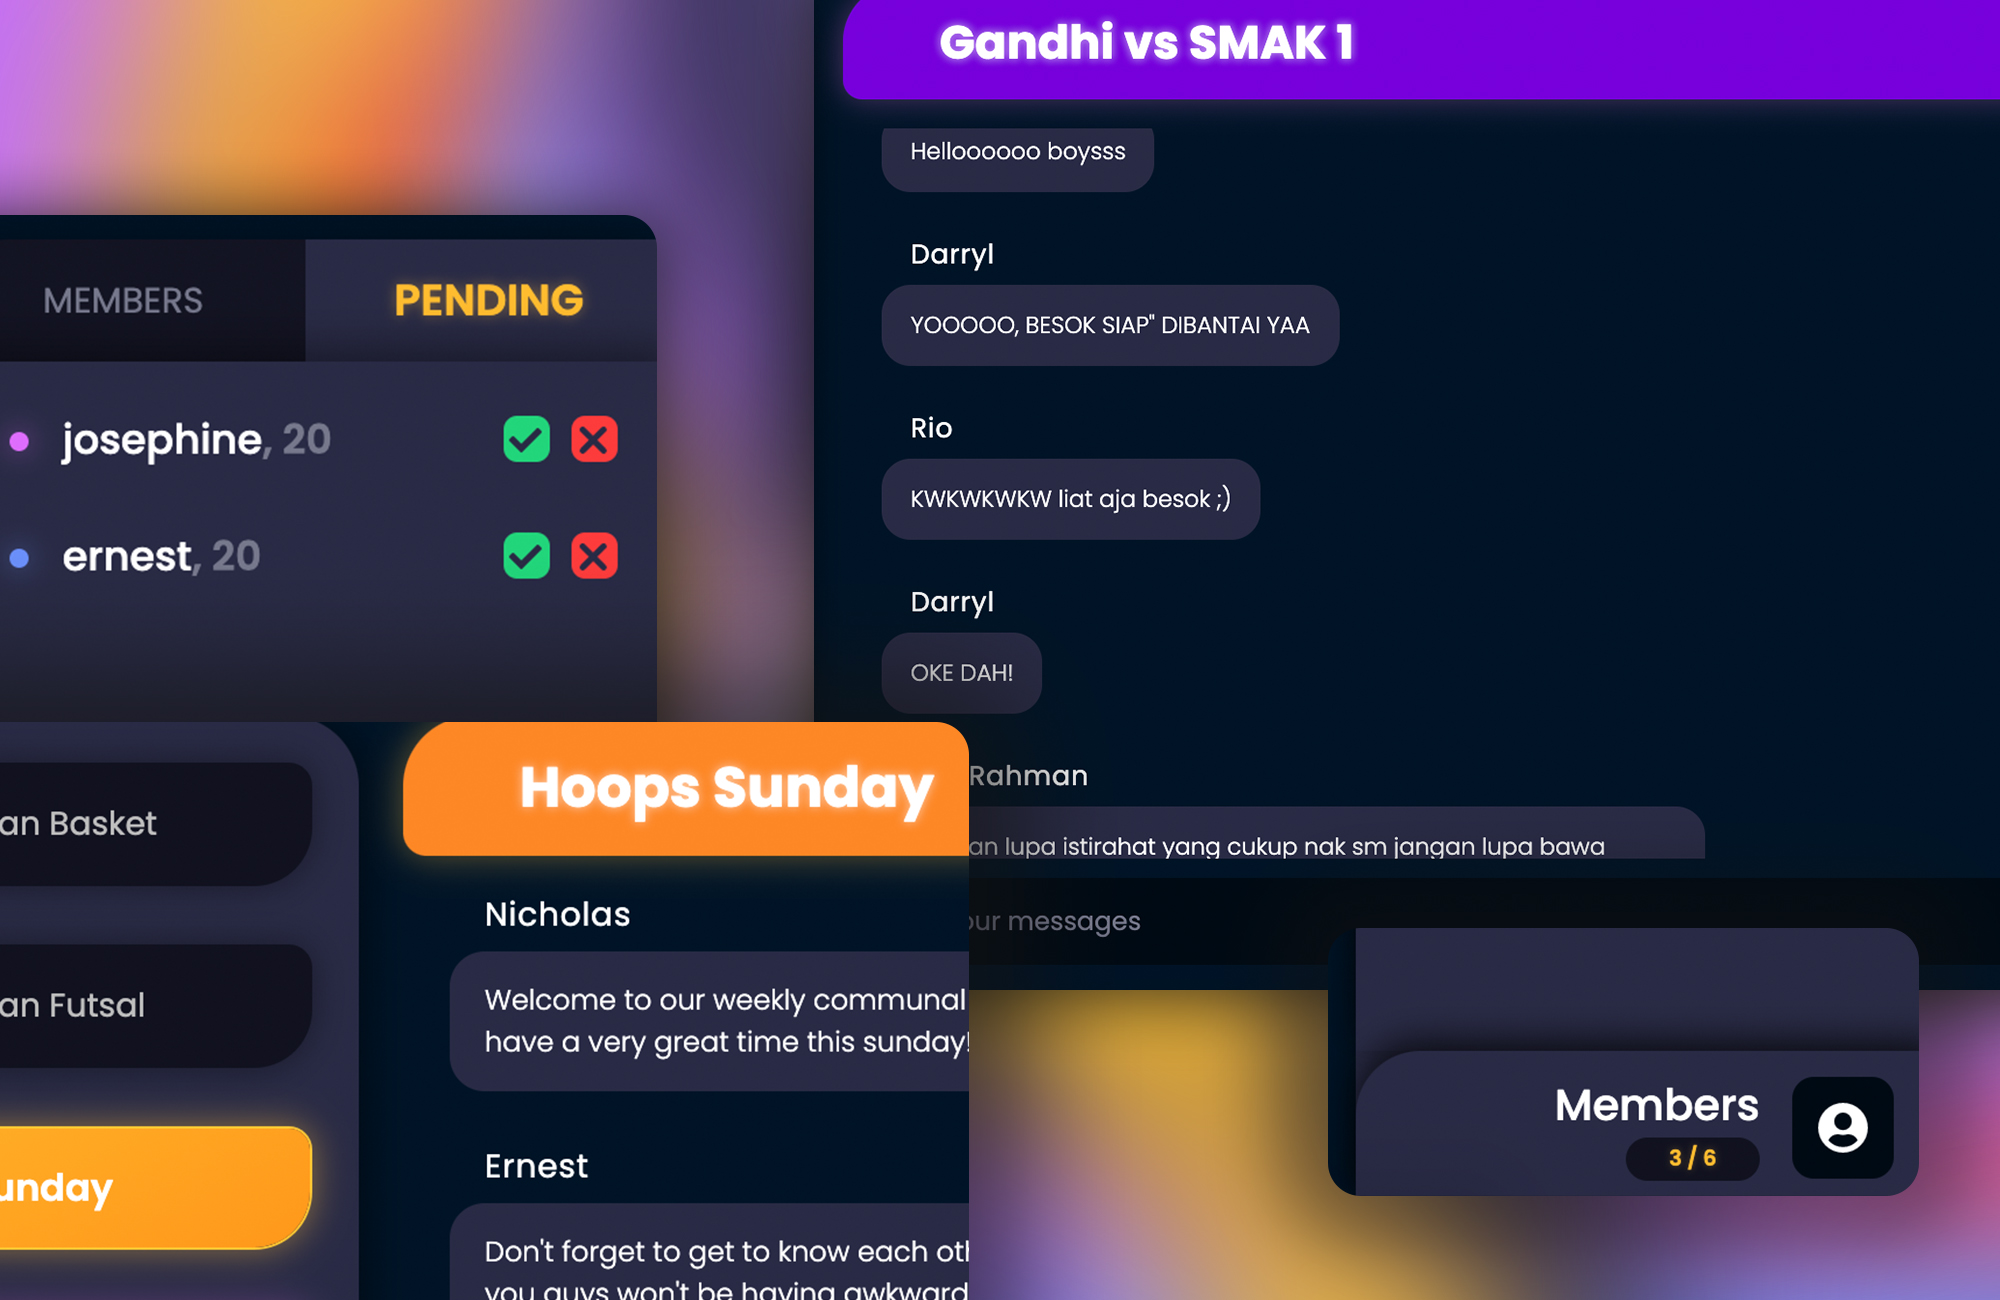 MEMBERS
PENDING
josephine, 20
ernest, 20
Gandhi vs SMAK 1
Helloooooo boysss
Darryl
YOOOOO, BESOK SIAP" DIBANTAI YAA
Rio
KWKWKWKW liat aja besok ;)
Darryl
OKE DAH!
Rahman
an lupa istirahat yang cukup nak sm jangan lupa bawa
our messages
an Basket
an Futsal
unday
Hoops Sunday
Nicholas
Welcome to our weekly communal
have a very great time this sunday!
Ernest
Don't forget to get to know each oth
you guys won't be having awkward
Members
3 / 6